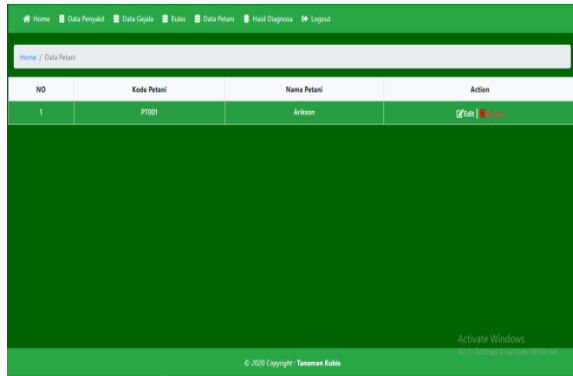 Home Data Penyakit Data Gejala Rules Data Petani Hasil Diagnosa Logout
Home / Data Petani
NO Kode Petani Nama Petani Action
1 PT001 Arikson Edit |
Activate Windows
Go to Settings to activate Windows.
© 2020 Copyright : Tanaman Kubis